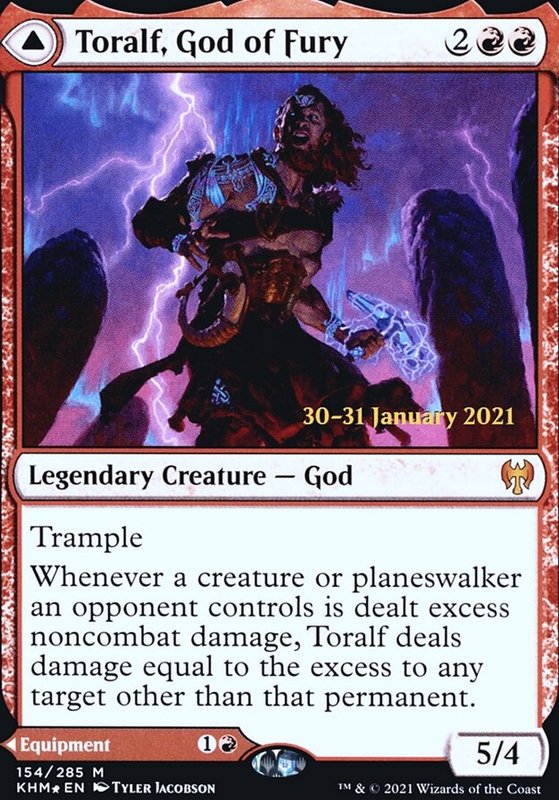 Toralf, God of Fury 2
30-31 January 2021
Legendary Creature — God
Trample
Whenever a creature or planeswalker
an opponent controls is dealt excess
noncombat damage, Toralf deals
damage equal to the excess to any
target other than that permanent.
Equipment 1
5/4
154/285 M
KHM★EN Tyler Jacobson
™ & © 2021 Wizards of the Coast